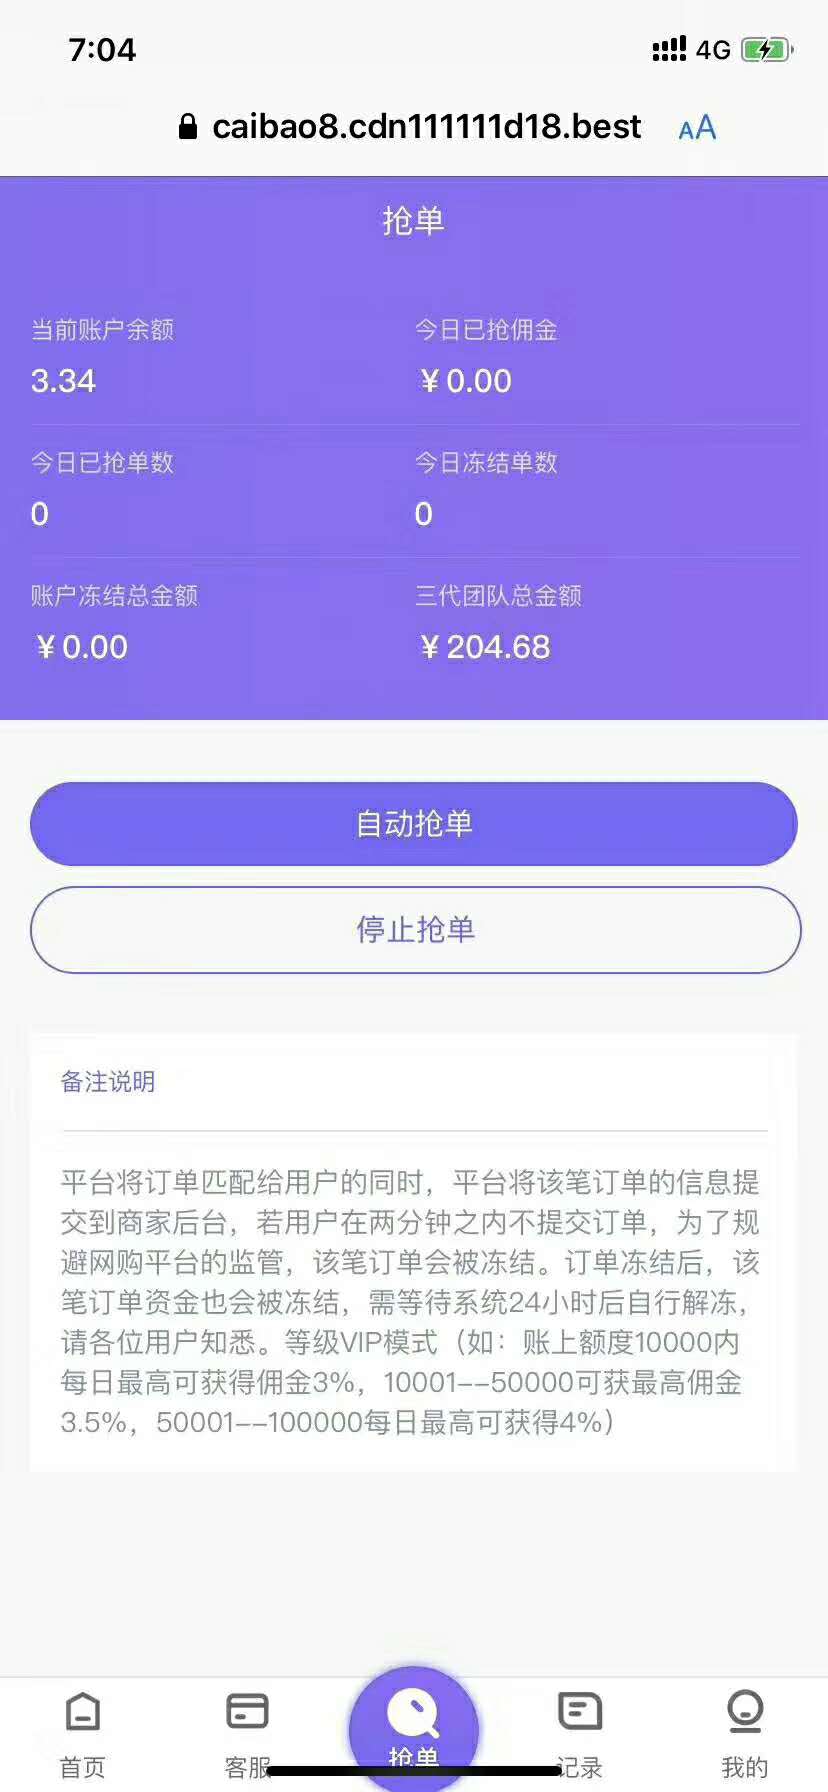 7:04
4G
caibao8.cdn111111d18.best
AA
抢单
当前账户余额
今日已抢佣金
3.34
￥0.00
今日已抢单数
今日冻结单数
0
0
账户冻结总金额
三代团队总金额
￥0.00
￥204.68
自动抢单
停止抢单
备注说明
平台将订单匹配给用户的同时，平台将该笔订单的信息提
交到商家后台，若用户在两分钟之内不提交订单，为了规
避网购平台的监管，该笔订单会被冻结。订单冻结后，该
笔订单资金也会被冻结，需等待系统24小时后自行解冻，
请各位用户知悉。等级VIP模式（如：账上额度10000内
每日最高可获得佣金3%，10001--50000可获最高佣金
3.5%，50001--100000每日最高可获得4%）
首页
客服
抢单
记录
我的